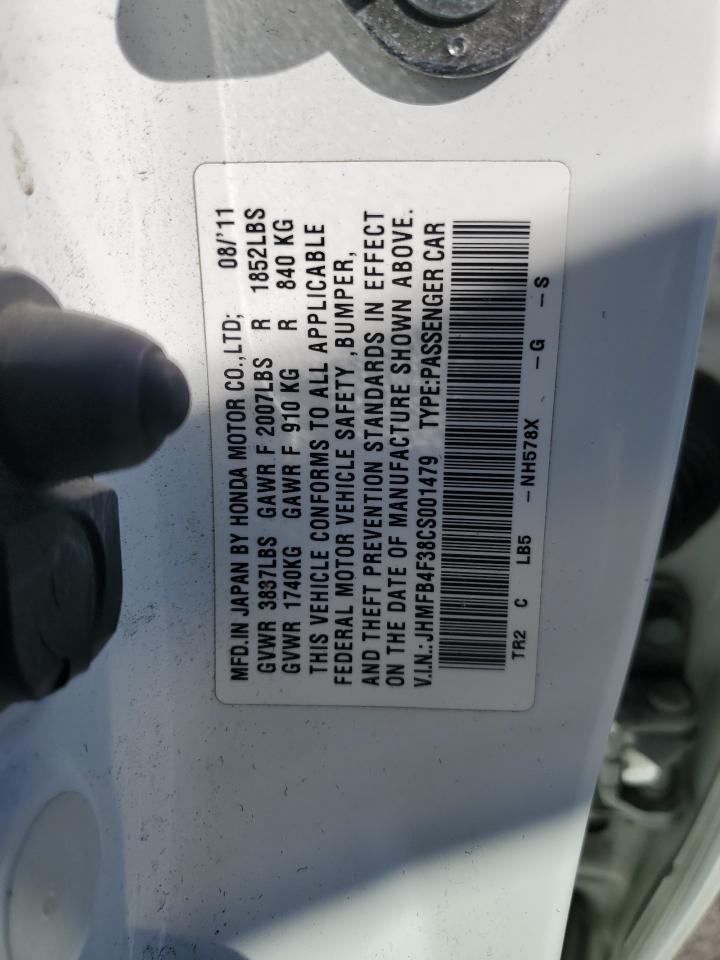 MFD.IN JAPAN BY HONDA MOTOR CO.,LTD; 08/'11
GVWR 3837LBS GAWR F 2007LBS R 1852LBS
GVWR 1740KG GAWR F 910 KG R 840 KG
THIS VEHICLE CONFORMS TO ALL APPLICABLE
FEDERAL MOTOR VEHICLE SAFETY ,BUMPER,
AND THEFT PREVENTION STANDARDS IN EFFECT
ON THE DATE OF MANUFACTURE SHOWN ABOVE.
V.I.N.: JHMFB4F38CS001479 TYPE:PASSENGER CAR
TR2 C LB5 -NH578X -G -S